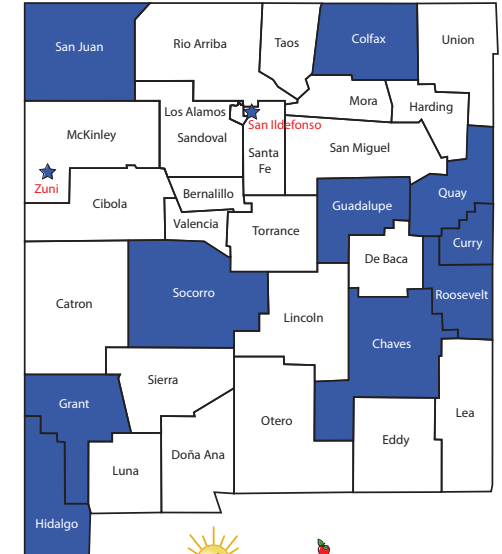 San Juan
Rio Arriba
Taos
Colfax
Union
Los Alamos
Mora
Harding
San Ildefonso
McKinley
Sandoval
Santa
Fe
San Miguel
Zuni
Cibola
Bernalillo
Valencia
Torrance
Guadalupe
Quay
Curry
De Baca
Roosevelt
Catron
Socorro
Lincoln
Chaves
Sierra
Grant
Otero
Lea
Eddy
Luna
Doña Ana
Hidalgo